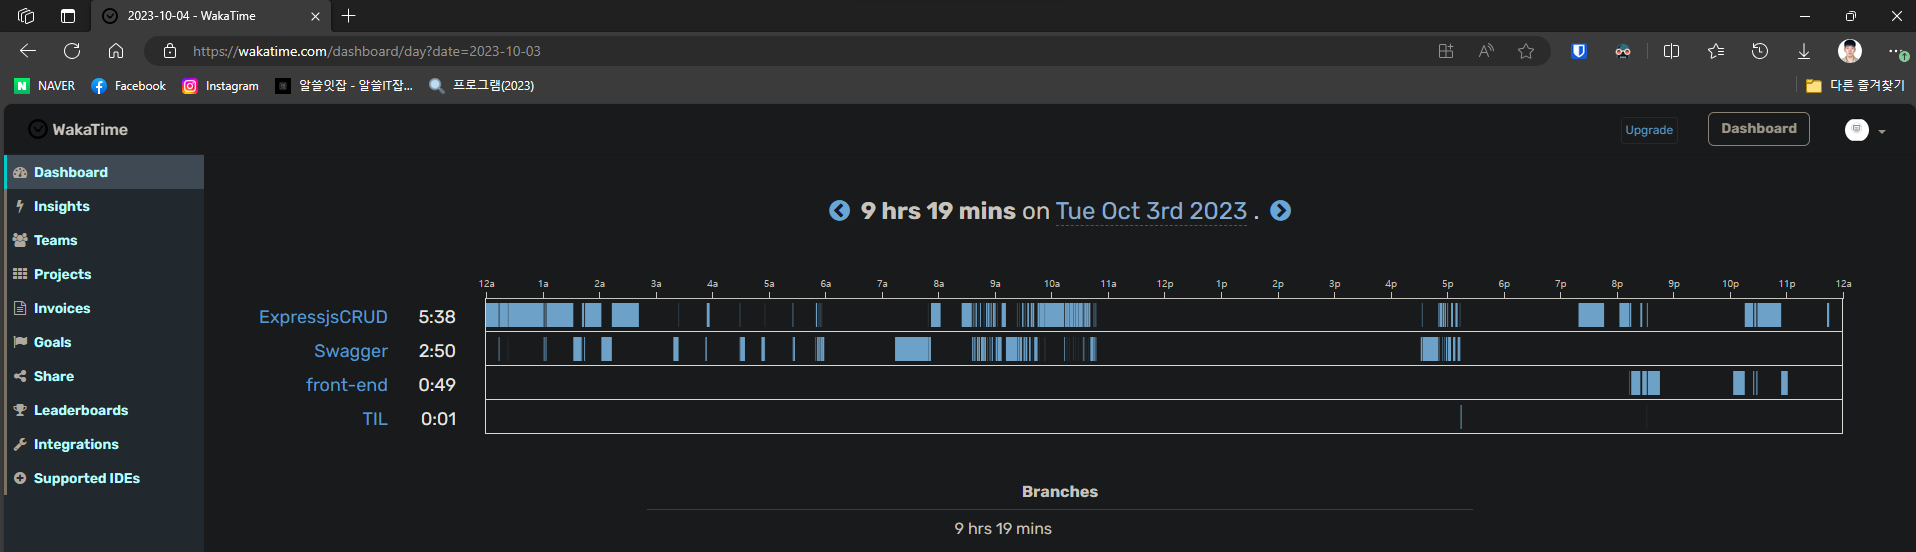 2023-10-04 - WakaTime
https://wakatime.com/dashboard/day?date=2023-10-03
NAVER Facebook Instagram 알쓸잇잡 - 알쓸IT잡... 프로그램(2023) 다른 즐겨찾기
WakaTime Upgrade Dashboard
Dashboard
Insights
Teams
Projects
Invoices
Goals
Share
Leaderboards
Integrations
Supported IDEs
9 hrs 19 mins on Tue Oct 3rd 2023 .
12a 1a 2a 3a 4a 5a 6a 7a 8a 9a 10a 11a 12p 1p 2p 3p 4p 5p 6p 7p 8p 9p 10p 11p 12a
ExpressjsCRUD 5:38
Swagger 2:50
front-end 0:49
TIL 0:01
Branches
9 hrs 19 mins